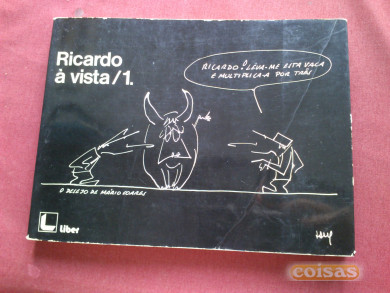 Ricardo
à vista/1.
RICARDO! LEVA-ME ESTA VACA
E MULTIPLICA-A POR TRÊS
O DESEJO DE MÁRIO SOARES
Liber
coisas